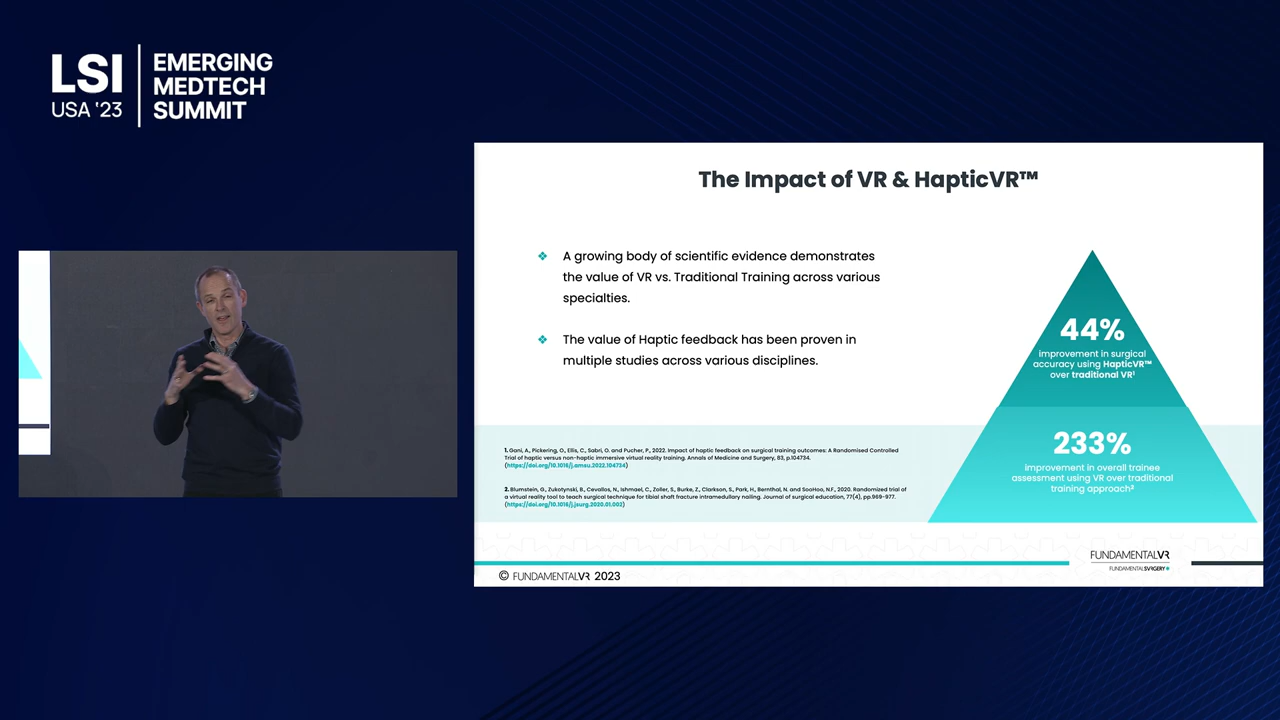 LSI
USA '23
EMERGING
MEDTECH
SUMMIT
The Impact of VR & HapticVR™
❖ A growing body of scientific evidence demonstrates
the value of VR vs. Traditional Training across various
specialties.
❖ The value of Haptic feedback has been proven in
multiple studies across various disciplines.
44%
improvement in surgical
accuracy using HapticVR™
over traditional VR¹
233%
improvement in overall trainee
assessment using VR over traditional
training approach²
1. Gani, A., Pickering, O., Ellis, C., Sabri, O. and Pucher, P., 2022. Impact of haptic feedback on surgical training outcomes: A Randomised Controlled
Trial of haptic versus non-haptic immersive virtual reality training. Annals of Medicine and Surgery, 83, p.104734.
(https://doi.org/10.1016/j.amsu.2022.104734)
2. Blumstein, G., Zukotynski, B., Cevallos, N., Ishmael, C., Zoller, S., Burke, Z., Clarkson, S., Park, H., Bernthal, N. and SooHoo, N.F., 2020. Randomized trial of
a virtual reality tool to teach surgical technique for tibial shaft fracture intramedullary nailing. Journal of surgical education, 77(4), pp.969-977.
(https://doi.org/10.1016/j.jsurg.2020.01.002)
© FUNDAMENTALVR 2023
FUNDAMENTALVR
FUNDAMENTALSURGERY